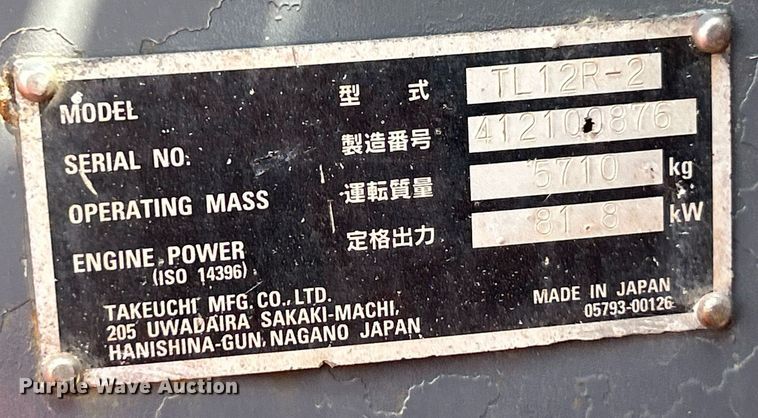 MODEL 型式 TL12R-2
SERIAL NO. 製造番号 412100876
OPERATING MASS 運転質量 5710 kg
ENGINE POWER 定格出力 81.8 kW
(ISO 14396)
TAKEUCHI MFG. CO., LTD.
205 UWADAIRA SAKAKI-MACHI,
HANISHINA-GUN, NAGANO JAPAN
MADE IN JAPAN
05793-00126
Purple Wave Auction